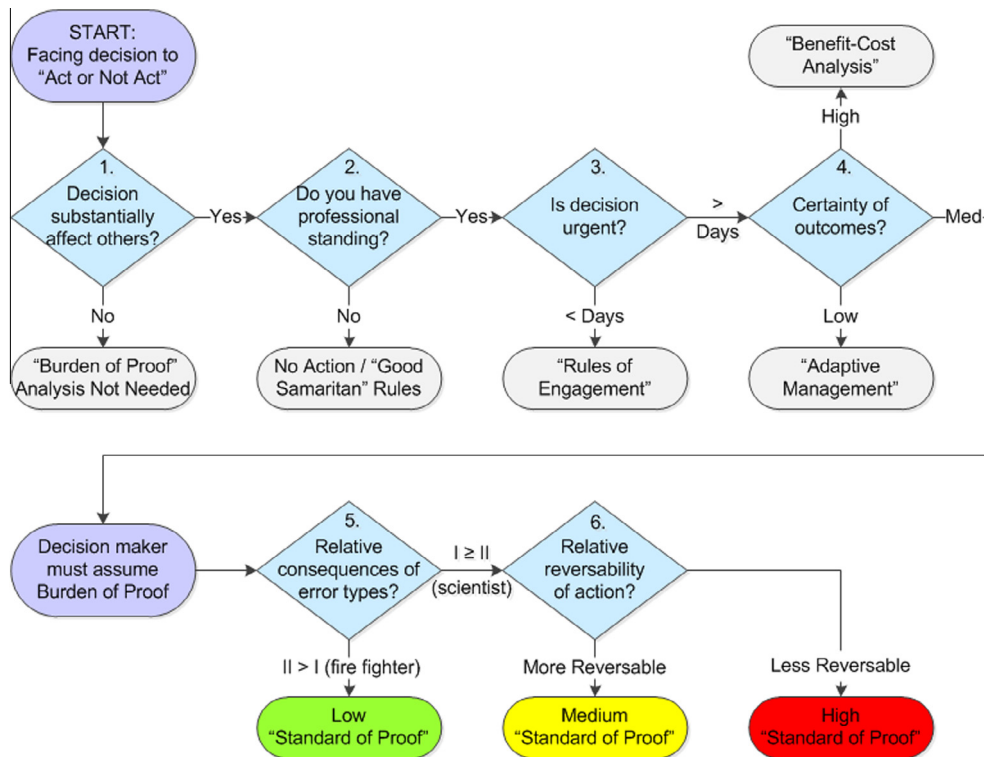 START:
Facing decision to
“Act or Not Act”
“Benefit-Cost
Analysis”
High
1.
Decision
substantially
affect others?
Yes
2.
Do you have
professional
standing?
Yes
3.
Is decision
urgent?
>
Days
4.
Certainty of
outcomes?
Med
No
“Burden of Proof”
Analysis Not Needed
No
No Action / “Good
Samaritan” Rules
< Days
“Rules of
Engagement”
Low
“Adaptive
Management”
Decision maker
must assume
Burden of Proof
5.
Relative
consequences of
error types?
I ≥ II
(scientist)
6.
Relative
reversability
of action?
II > I (fire fighter)
Low
“Standard of Proof”
More Reversable
Medium
“Standard of Proof”
Less Reversable
High
“Standard of Proof”